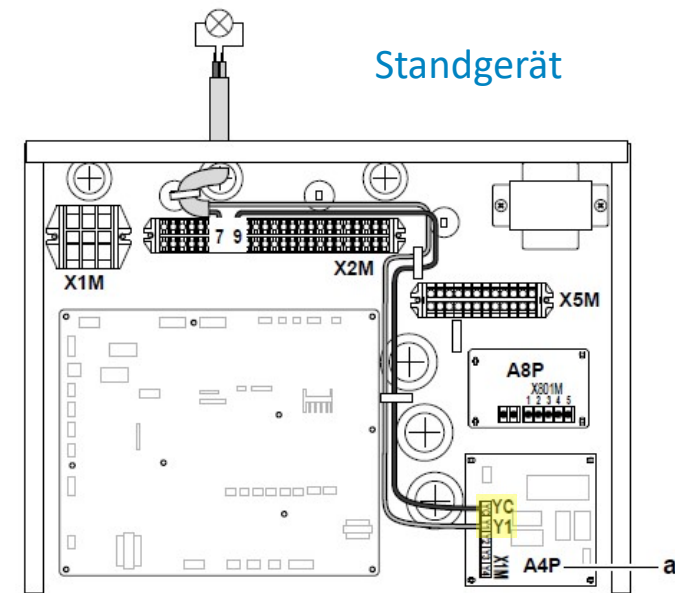 Standgerät
7 9
X1M
X2M
X5M
A8P
X801M
1 2 3 4 5
YC
Y1
X1M
A4P
a